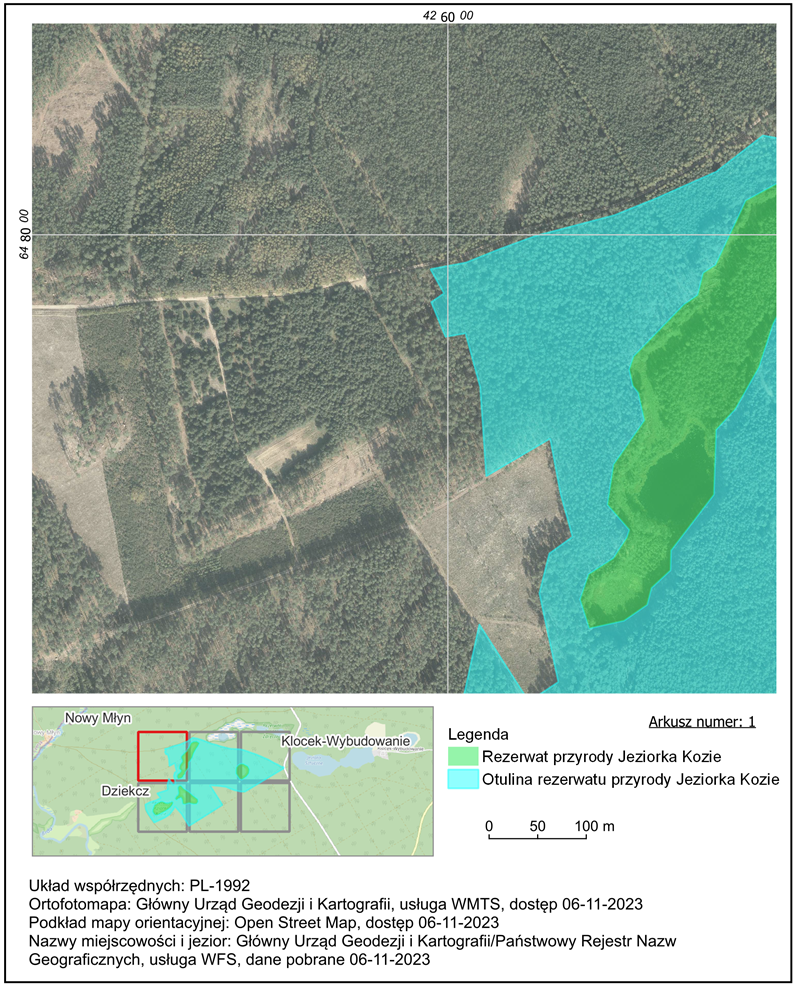 42 60 00
64 80 00
Nowy Młyn
Klocek-Wybudowanie
Dziekcz
Arkusz numer: 1
Legenda
Rezerwat przyrody Jeziorka Kozie
Otulina rezerwatu przyrody Jeziorka Kozie
0 50 100 m
Układ współrzędnych: PL-1992
Ortofotomapa: Główny Urząd Geodezji i Kartografii, usługa WMTS, dostęp 06-11-2023
Podkład mapy orientacyjnej: Open Street Map, dostęp 06-11-2023
Nazwy miejscowości i jezior: Główny Urząd Geodezji i Kartografii/Państwowy Rejestr Nazw
Geograficznych, usługa WFS, dane pobrane 06-11-2023